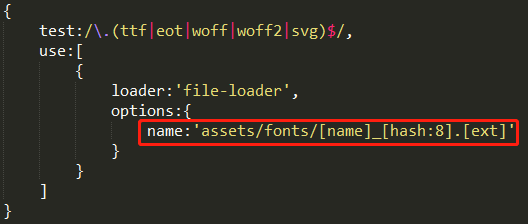 {
test:/\.(ttf|eot|woff|woff2|svg)$/,
use:[
{
loader:'file-loader',
options:{
name:'assets/fonts/[name]_[hash:8].[ext]'
}
}
]
}